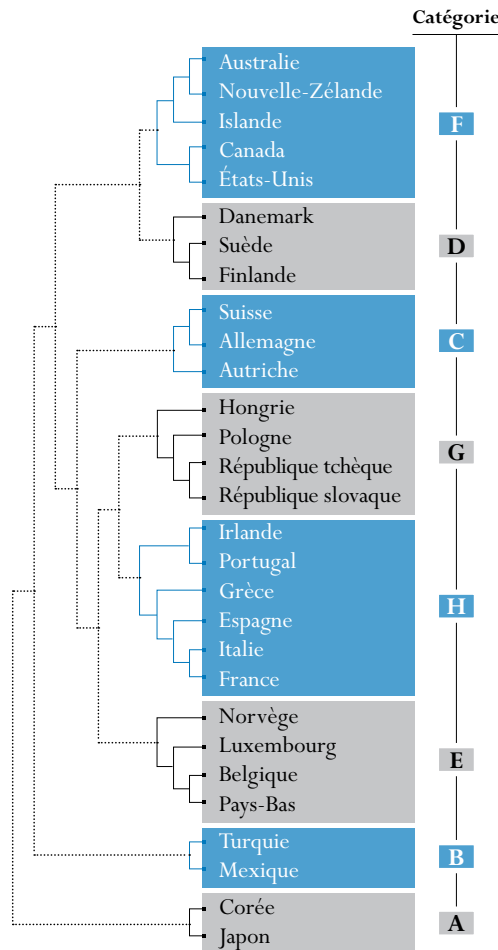 Catégorie
Australie
Nouvelle-Zélande
Islande
Canada
États-Unis
F
Danemark
Suède
Finlande
D
Suisse
Allemagne
Autriche
C
Hongrie
Pologne
République tchèque
République slovaque
G
Irlande
Portugal
Grèce
Espagne
Italie
France
H
Norvège
Luxembourg
Belgique
Pays-Bas
E
Turquie
Mexique
B
Corée
Japon
A